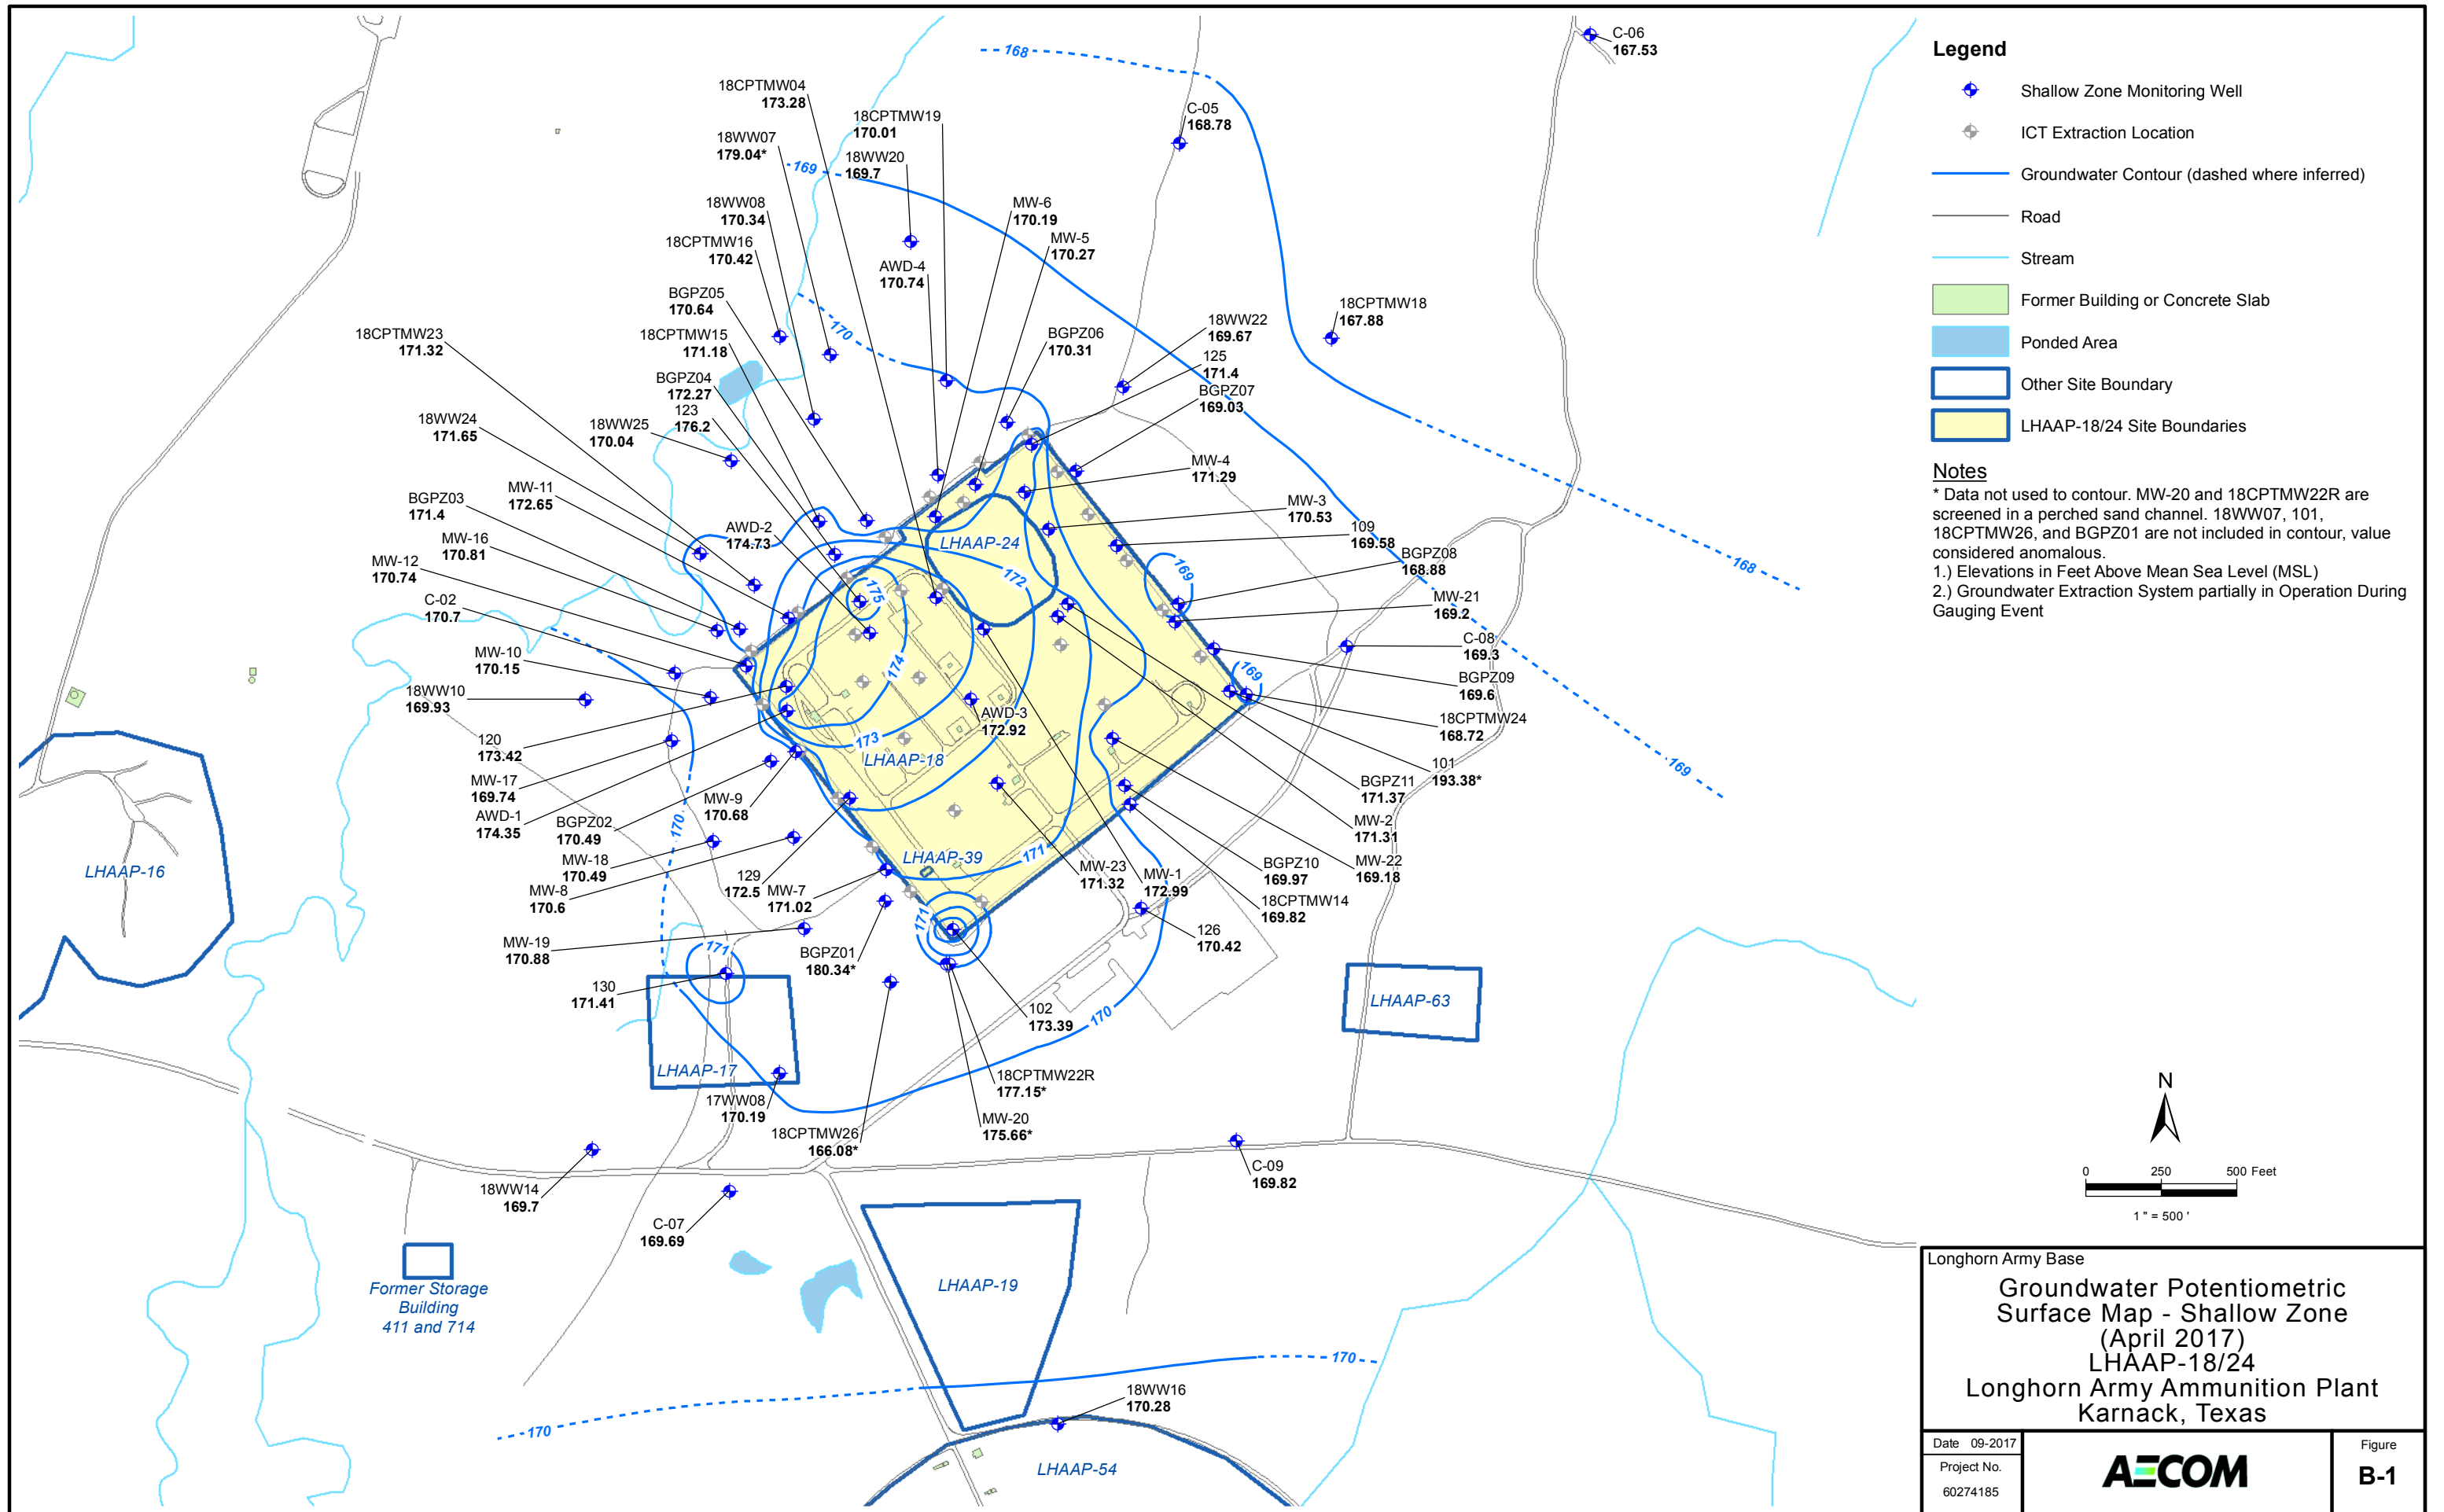 C-06
167.53
168
C-05
168.78
18CPTMW04
173.28
18CPTMW19
170.01
18WW07
179.04*
18WW20
169.7
169
18WW08
170.34
MW-6
170.19
18CPTMW16
170.42
MW-5
170.27
AWD-4
170.74
BGPZ05
170.64
18CPTMW18
167.88
18CPTMW23
171.32
18CPTMW15
171.18
170
BGPZ06
170.31
18WW22
169.67
125
171.4
BGPZ04
172.27
BGPZ07
169.03
123
176.2
18WW24
171.65
18WW25
170.04
MW-4
171.29
BGPZ03
171.4
MW-11
172.65
MW-3
170.53
109
169.58
MW-16
170.81
AWD-2
174.73
LHAAP-24
BGPZ08
168.88
168
MW-12
170.74
172
169
175
C-02
170.7
MW-21
169.2
MW-10
170.15
C-08
169.3
174
169
18WW10
169.93
BGPZ09
169.6
AWD-3
172.92
18CPTMW24
168.72
120
173.42
173
LHAAP-18
169
101
193.38*
MW-17
169.74
BGPZ11
171.37
AWD-1
174.35
MW-9
170.68
BGPZ02
170.49
170
MW-2
171.31
LHAAP-16
MW-18
170.49
LHAAP-39
171
MW-23
171.32
MW-1
172.99
BGPZ10
169.97
MW-22
169.18
MW-8
170.6
129
172.5
MW-7
171.02
18CPTMW14
169.82
171
126
170.42
MW-19
170.88
171
BGPZ01
180.34*
130
171.41
LHAAP-63
102
173.39
170
LHAAP-17
18CPTMW22R
177.15*
17WW08
170.19
MW-20
175.66*
18CPTMW26
166.08*
C-09
169.82
18WW14
169.7
C-07
169.69
Former Storage
Building
411 and 714
LHAAP-19
170
18WW16
170.28
170
LHAAP-54
Legend
Shallow Zone Monitoring Well
ICT Extraction Location
Groundwater Contour (dashed where inferred)
Road
Stream
Former Building or Concrete Slab
Ponded Area
Other Site Boundary
LHAAP-18/24 Site Boundaries
Notes
* Data not used to contour. MW-20 and 18CPTMW22R are
screened in a perched sand channel. 18WW07, 101,
18CPTMW26, and BGPZ01 are not included in contour, value
considered anomalous.
1.) Elevations in Feet Above Mean Sea Level (MSL)
2.) Groundwater Extraction System partially in Operation During
Gauging Event
N
0 250 500 Feet
1 " = 500 '
Longhorn Army Base
Groundwater Potentiometric
Surface Map - Shallow Zone
(April 2017)
LHAAP-18/24
Longhorn Army Ammunition Plant
Karnack, Texas
Date 09-2017
Project No.
60274185
AECOM
Figure
B-1